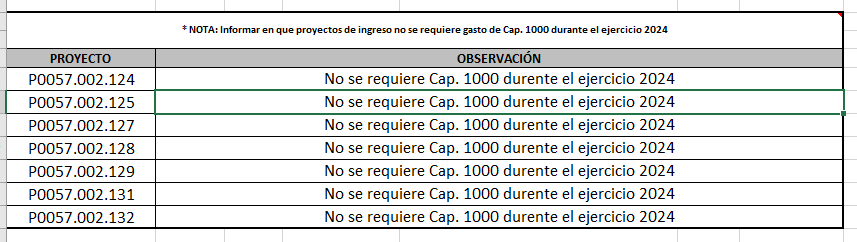 * NOTA: Informar en que proyectos de ingreso no se requiere gasto de Cap. 1000 durante el ejercicio 2024
PROYECTO OBSERVACIÓN
P0057.002.124 No se requiere Cap. 1000 durente el ejercicio 2024
P0057.002.125 No se requiere Cap. 1000 durente el ejercicio 2024
P0057.002.127 No se requiere Cap. 1000 durente el ejercicio 2024
P0057.002.128 No se requiere Cap. 1000 durente el ejercicio 2024
P0057.002.129 No se requiere Cap. 1000 durente el ejercicio 2024
P0057.002.131 No se requiere Cap. 1000 durente el ejercicio 2024
P0057.002.132 No se requiere Cap. 1000 durente el ejercicio 2024